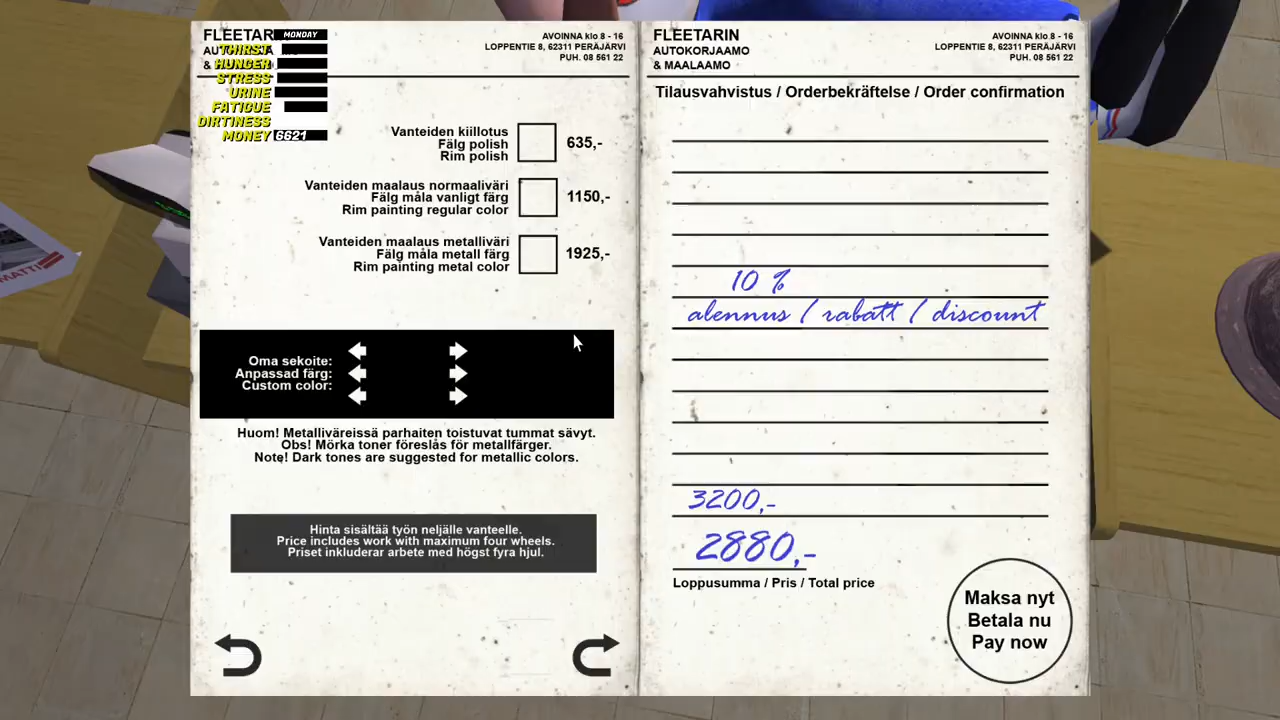 FLEETARIN
AUTOKORJAAMO
& MAALAAMO
AVOINNA klo 8 - 16
LOPPENTIE 8, 62311 PERÄJÄRVI
PUH. 08 561 22
MONDAY
THIRST
HUNGER
STRESS
URINE
FATIGUE
DIRTINESS
MONEY 6621
Vanteiden kiillotus
Fälg polish
Rim polish
635,-
Vanteiden maalaus normaaliväri
Fälg måla vanligt färg
Rim painting regular color
1150,-
Vanteiden maalaus metalliväri
Fälg måla metall färg
Rim painting metal color
1925,-
Oma sekoite:
Anpassad färg:
Custom color:
Huom! Metalliväreissä parhaiten toistuvat tummat sävyt.
Obs! Mörka toner föreslås för metallfärger.
Note! Dark tones are suggested for metallic colors.
Hinta sisältää työn neljälle vanteelle.
Price includes work with maximum four wheels.
Priset inkluderar arbete med högst fyra hjul.
FLEETARIN
AUTOKORJAAMO
& MAALAAMO
AVOINNA klo 8 - 16
LOPPENTIE 8, 62311 PERÄJÄRVI
PUH. 08 561 22
Tilausvahvistus / Orderbekräftelse / Order confirmation
10 %
alennus / rabatt / discount
3200,-
2880,-
Loppusumma / Pris / Total price
Maksa nyt
Betala nu
Pay now
MATTI